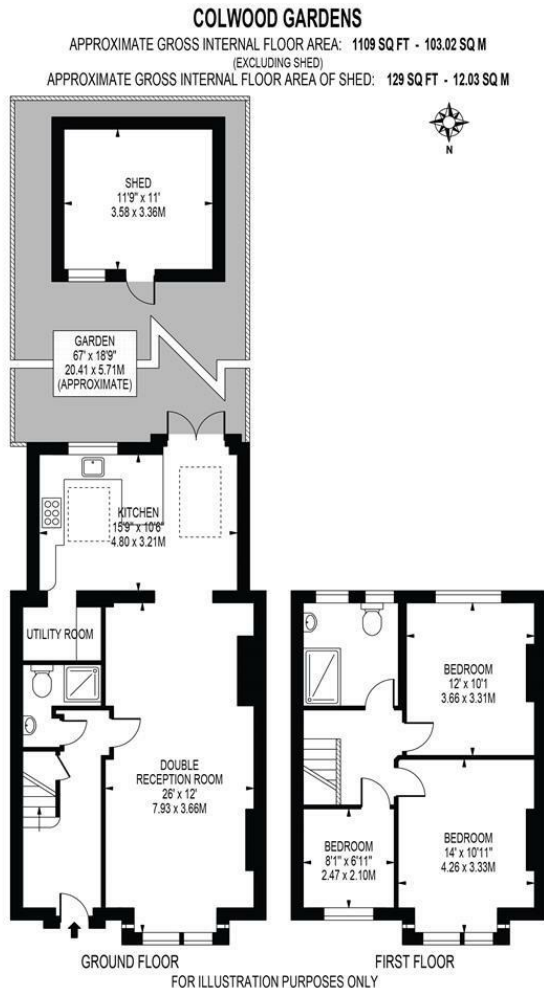 COLWOOD GARDENS
APPROXIMATE GROSS INTERNAL FLOOR AREA: 1109 SQ FT - 103.02 SQ M
(EXCLUDING SHED)
APPROXIMATE GROSS INTERNAL FLOOR AREA OF SHED: 129 SQ FT - 12.03 SQ M
N
SHED
11'9" x 11'
3.58 x 3.36M
GARDEN
67' x 18'9"
20.41 x 5.71M
(APPROXIMATE)
KITCHEN
15'9" x 10'6"
4.80 x 3.21M
UTILITY ROOM
DOUBLE
RECEPTION ROOM
26' x 12'
7.93 x 3.66M
GROUND FLOOR
BEDROOM
12' x 10'1
3.66 x 3.31M
BEDROOM
8'1" x 6'11"
2.47 x 2.10M
BEDROOM
14' x 10'11"
4.26 x 3.33M
FIRST FLOOR
FOR ILLUSTRATION PURPOSES ONLY